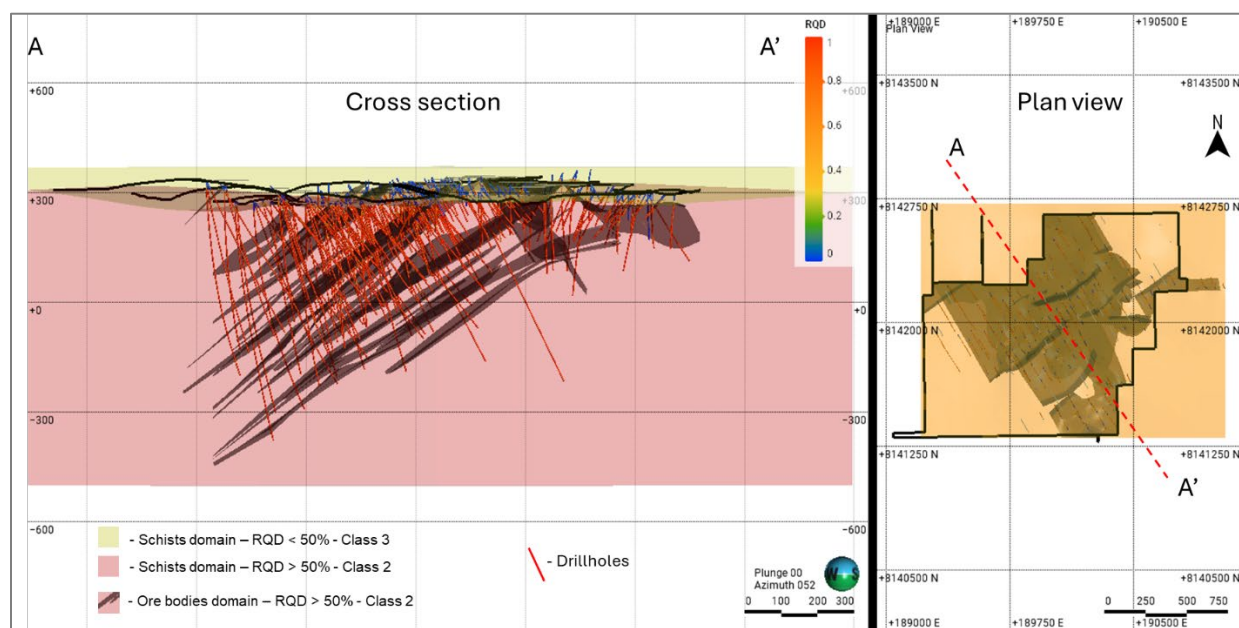 A
A’
Cross section
RQD
1
0.8
0.6
0.4
0.2
0
+600
+600
+300
+300
+0
+0
-300
-300
-600
-600
- Schists domain – RQD < 50% - Class 3
- Schists domain – RQD > 50% - Class 2
- Ore bodies domain – RQD > 50% - Class 2
- Drillholes
Plunge 00
Azimuth 052
W S
0 100 200 300
+189000 E +189750 E +190500 E
Plan View
+8143500 N +8143500 N
Plan view
N
A
+8142750 N +8142750 N
+8142000 N +8142000 N
+8141250 N +8141250 N
A’
+8140500 N +8140500 N
0 250 500 750
+189000 E +189750 E +190500 E